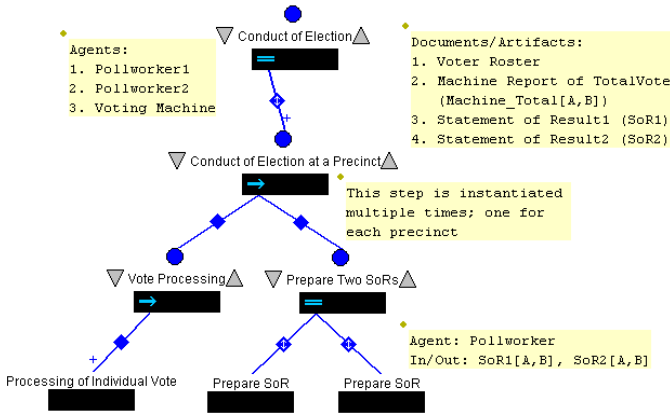 Conduct of Election
Agents:
1. Pollworker1
2. Pollworker2
3. Voting Machine
Documents/Artifacts:
1. Voter Roster
2. Machine Report of TotalVote
(Machine_Total[A,B])
3. Statement of Result1 (SoR1)
4. Statement of Result2 (SoR2)
Conduct of Election at a Precinct
This step is instantiated
multiple times; one for
each precinct
Vote Processing
Prepare Two SoRs
Agent: Pollworker
In/Out: SoR1[A,B], SoR2[A,B]
Processing of Individual Vote
Prepare SoR
Prepare SoR